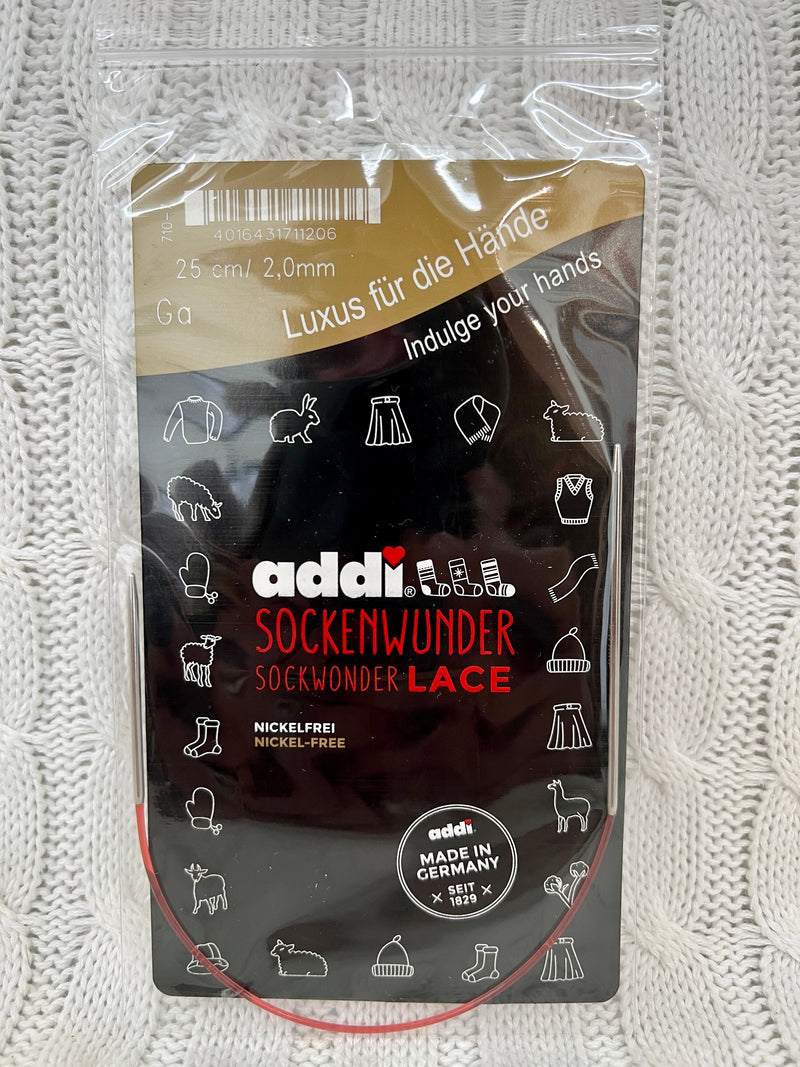 710-
4016431711206
25 cm/ 2,0mm
Ga
Luxus für die Hände
Indulge your hands
addi®
SOCKENWUNDER
SOCKWONDER LACE
NICKELFREI
NICKEL-FREE
addi
MADE IN
GERMANY
SEIT
1829